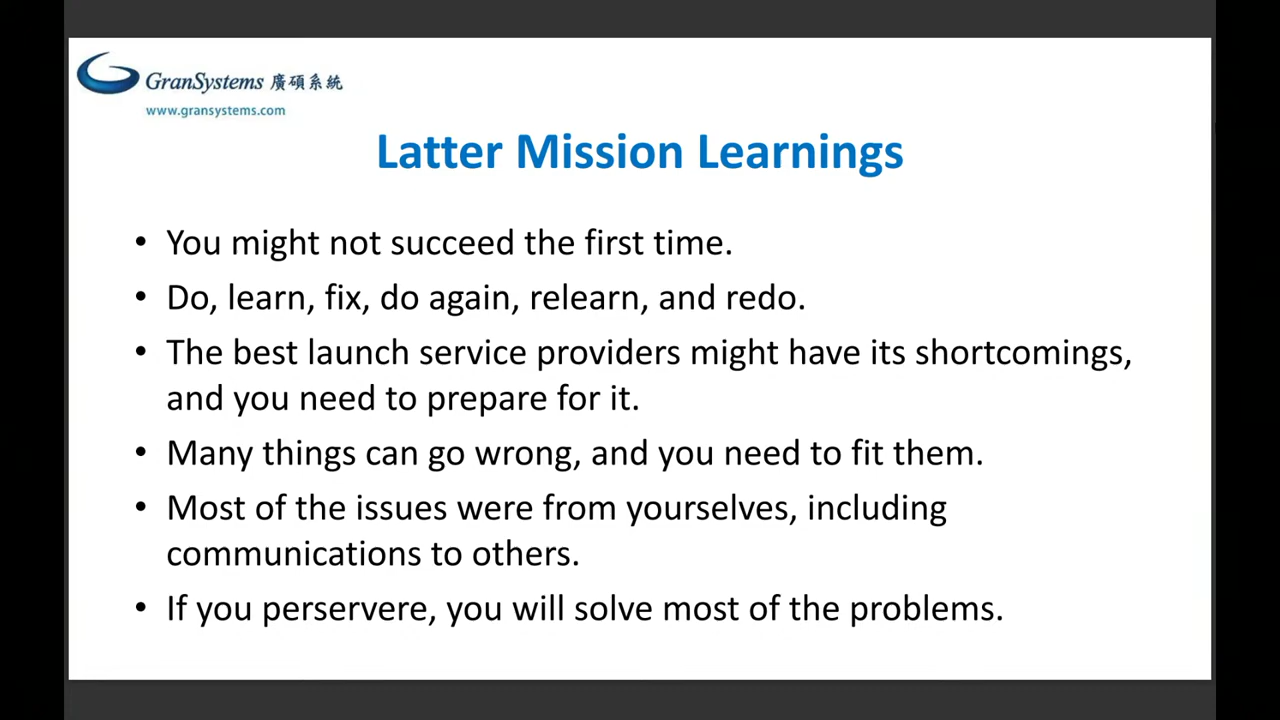 GranSystems 廣碩系統
www.gransystems.com
Latter Mission Learnings
• You might not succeed the first time.
• Do, learn, fix, do again, relearn, and redo.
• The best launch service providers might have its shortcomings,
and you need to prepare for it.
• Many things can go wrong, and you need to fit them.
• Most of the issues were from yourselves, including
communications to others.
• If you perservere, you will solve most of the problems.